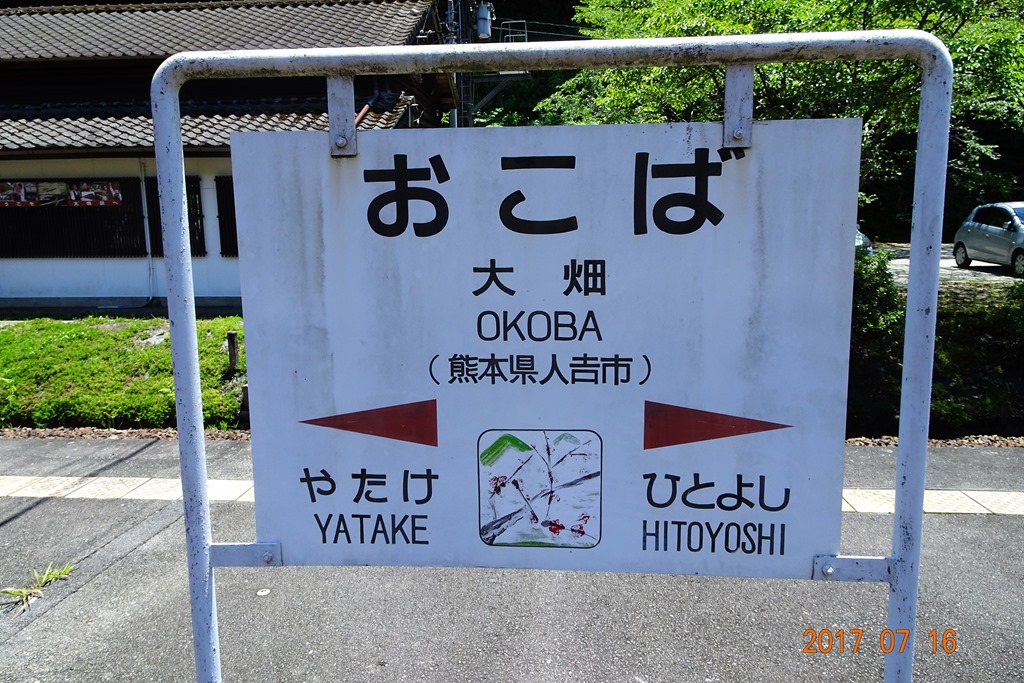 おこば
大畑
OKOBA
(熊本県人吉市)
やたけ ひとよし
YATAKE HITOYOSHI
2017 07 16